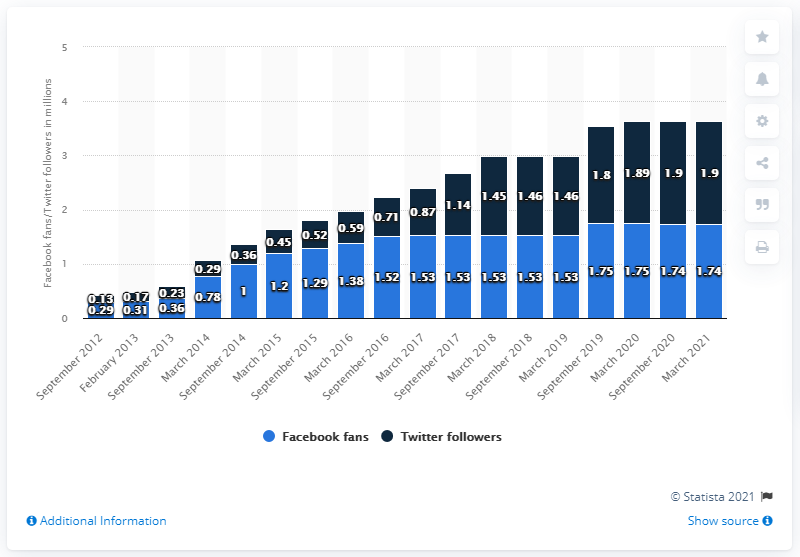 Facebook fans/Twitter followers in millions
5
4
3
2
1
0
0.13 0.17 0.23 0.29 0.36 0.45 0.52 0.59 0.71 0.87 1.14 1.45 1.46 1.46 1.8 1.89 1.9 1.9
0.29 0.31 0.36 0.78 1 1.2 1.29 1.38 1.52 1.53 1.53 1.53 1.53 1.53 1.75 1.75 1.74 1.74
September 2012
February 2013
September 2013
March 2014
September 2014
March 2015
September 2015
March 2016
September 2016
March 2017
September 2017
March 2018
September 2018
March 2019
September 2019
March 2020
September 2020
March 2021
Facebook fans Twitter followers
© Statista 2021
Additional Information
Show source